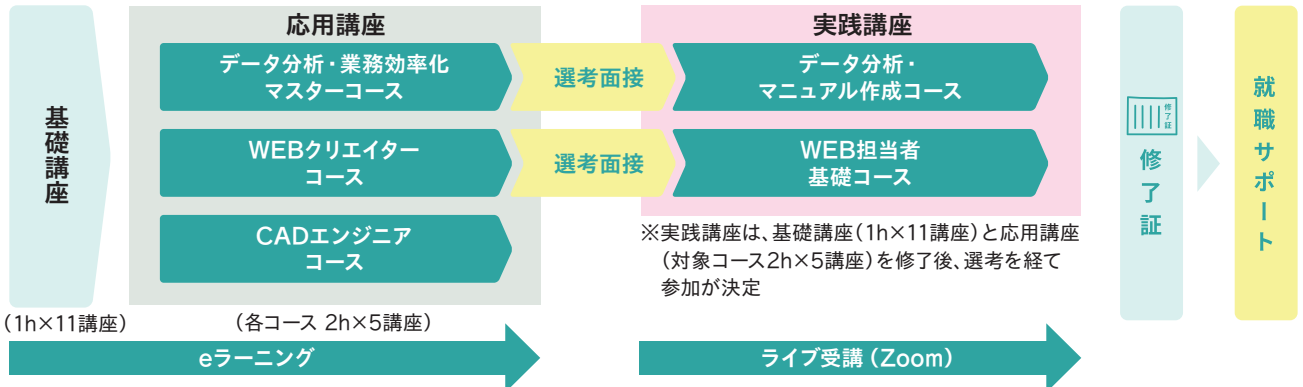 基礎講座
(1h×11講座)
応用講座
データ分析・業務効率化
マスターコース
WEBクリエイター
コース
CADエンジニア
コース
(各コース 2h×5講座)
選考面接
選考面接
実践講座
データ分析・
マニュアル作成コース
WEB担当者
基礎コース
※実践講座は、基礎講座(1h×11講座)と応用講座
(対象コース2h×5講座)を修了後、選考を経て
参加が決定
eラーニング
ライブ受講(Zoom)
修了証
修了証
就職サポート